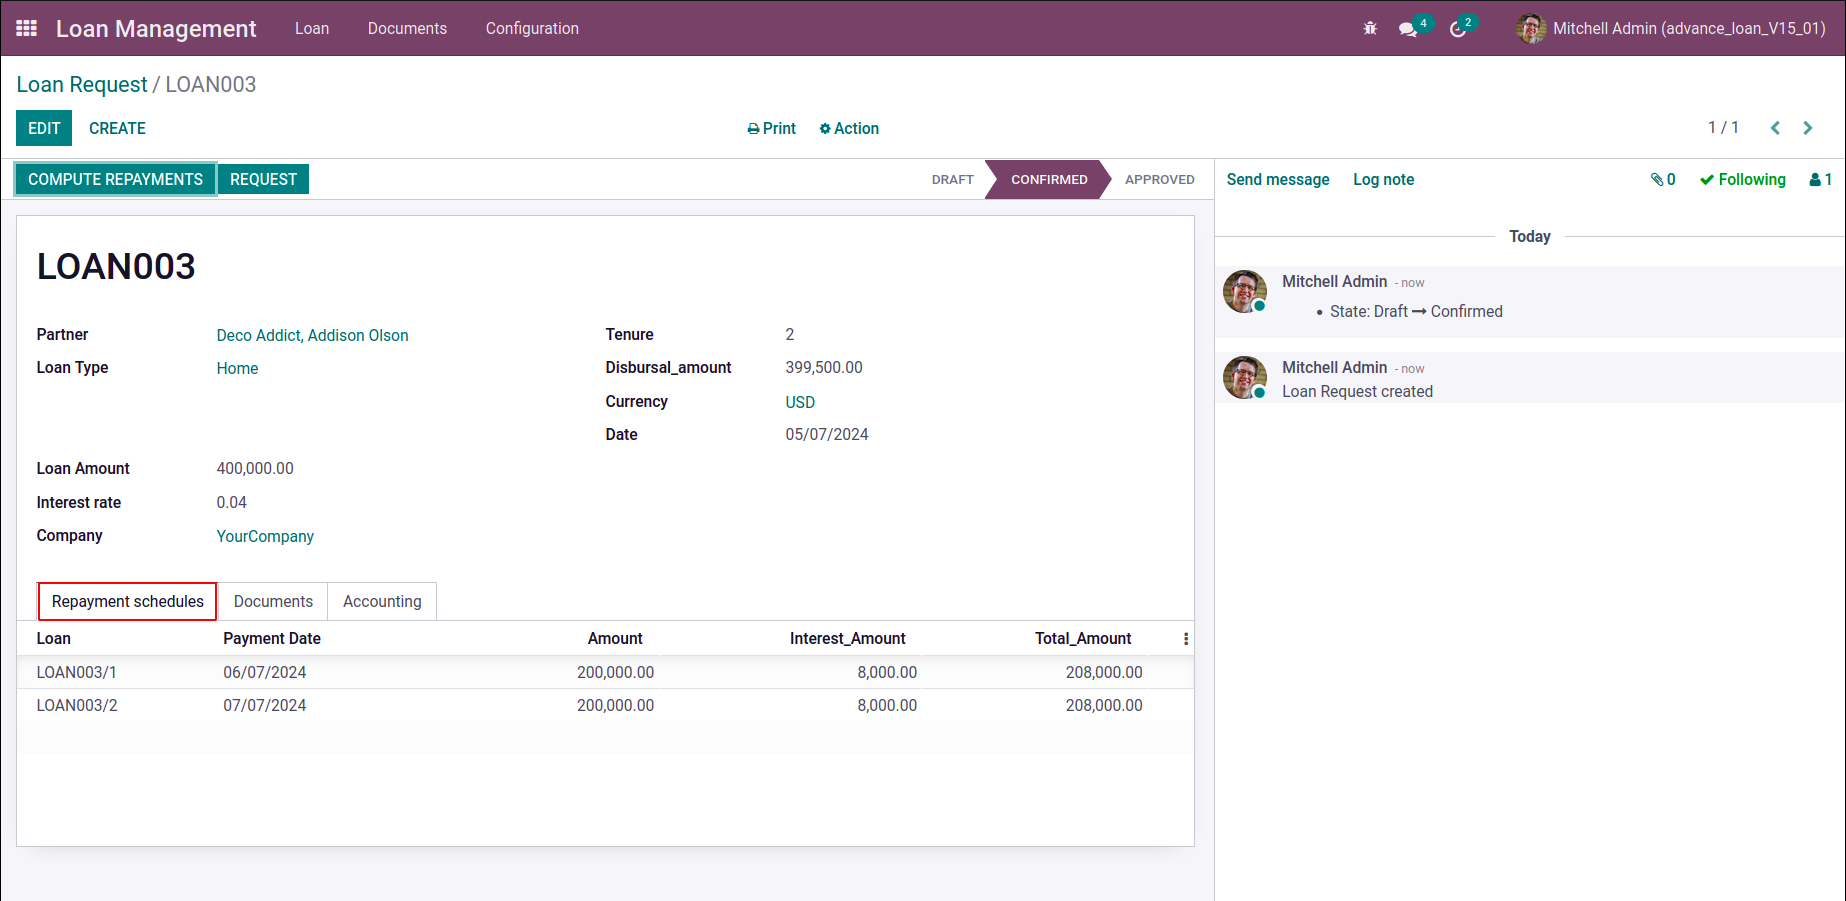 Loan Management Loan Documents Configuration 4 2 Mitchell Admin (advance_loan_V15_01)
Loan Request / LOAN003
EDIT CREATE Print Action 1 / 1
COMPUTE REPAYMENTS REQUEST DRAFT CONFIRMED APPROVED
LOAN003
Partner Deco Addict, Addison Olson
Loan Type Home
Tenure 2
Disbursal_amount 399,500.00
Currency USD
Date 05/07/2024
Loan Amount 400,000.00
Interest rate 0.04
Company YourCompany
Repayment schedules Documents Accounting
Loan Payment Date Amount Interest_Amount Total_Amount
LOAN003/1 06/07/2024 200,000.00 8,000.00 208,000.00
LOAN003/2 07/07/2024 200,000.00 8,000.00 208,000.00
Send message Log note 0 Following 1
Today
Mitchell Admin - now
• State: Draft → Confirmed
Mitchell Admin - now
Loan Request created